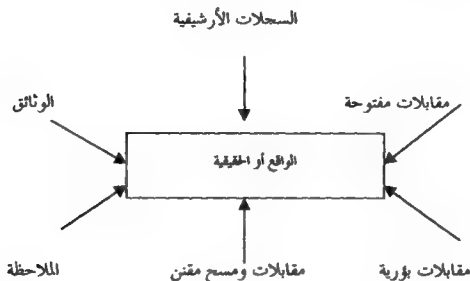 السجلات الأرشيفية
مقابلات مفتوحة
الوثائق
الواقع أو الحقيقية
مقابلات بؤرية
مقابلات ومسح مقنن
الملاحظة